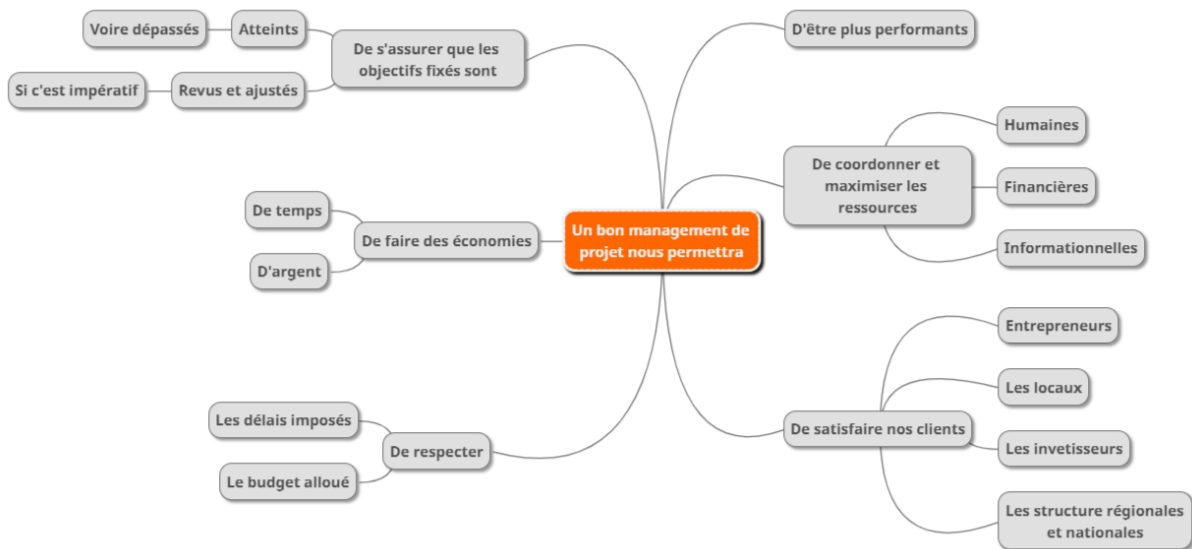 Un bon management de
projet nous permettra
D'être plus performants
De coordonner et
maximiser les
ressources
Humaines
Financières
Informationnelles
De satisfaire nos clients
Entrepreneurs
Les locaux
Les invetisseurs
Les structure régionales
et nationales
De s'assurer que les
objectifs fixés sont
Atteints
Voire dépassés
Revus et ajustés
Si c'est impératif
De faire des économies
De temps
D'argent
De respecter
Les délais imposés
Le budget alloué